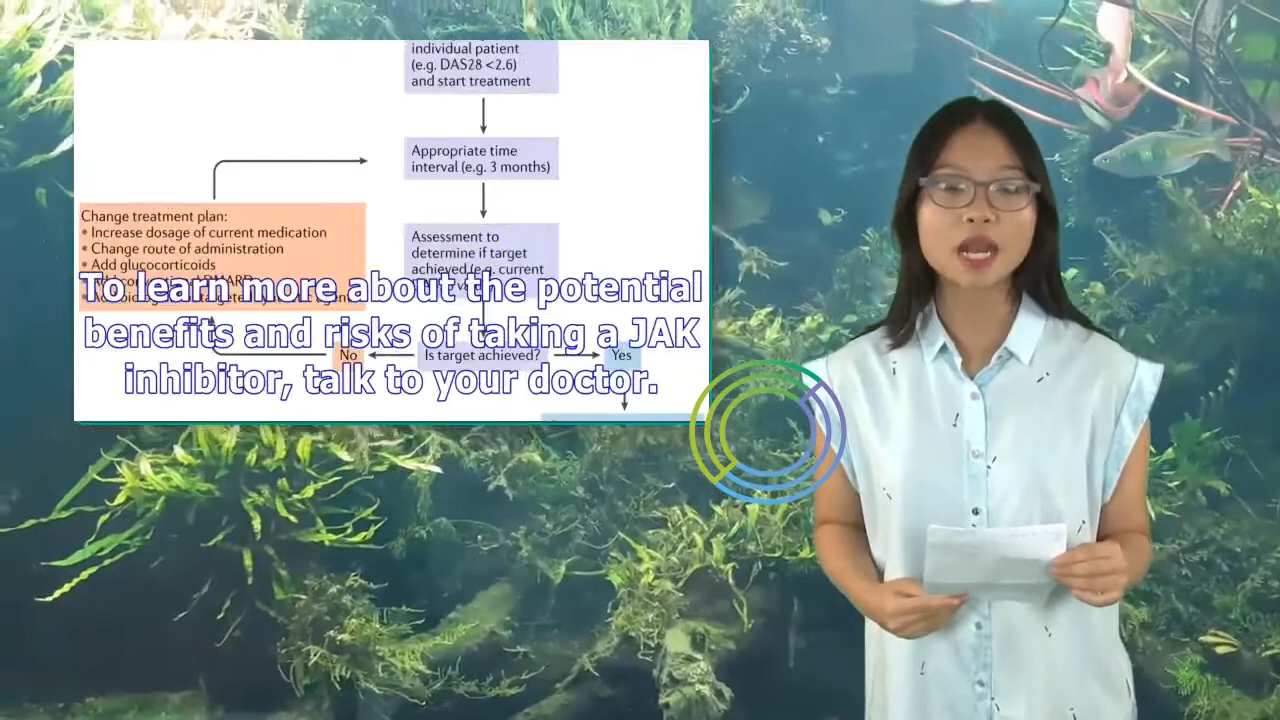 individual patient
(e.g. DAS28 <2.6)
and start treatment
Appropriate time
interval (e.g. 3 months)
Change treatment plan:
• Increase dosage of current medication
• Change route of administration
• Add glucocorticoids
Assessment to
determine if target
achieved (e.g. current
To learn more about the potential
benefits and risks of taking a JAK
inhibitor, talk to your doctor.
No
Is target achieved?
Yes